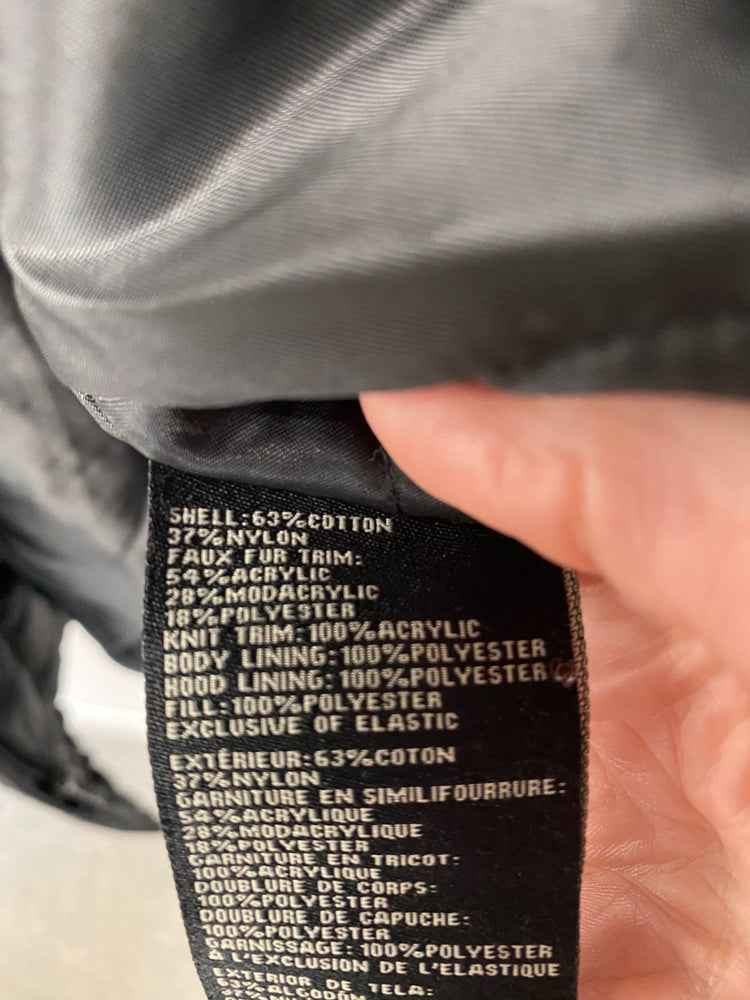 SHELL:63%COTTON
37%NYLON
FAUX FUR TRIM:
54%ACRYLIC
28%MODACRYLIC
18%POLYESTER
KNIT TRIM:100%ACRYLIC
BODY LINING:100%POLYESTER
HOOD LINING:100%POLYESTER
FILL:100%POLYESTER
EXCLUSIVE OF ELASTIC
EXTÉRIEUR:63%COTON
37%NYLON
GARNITURE EN SIMILIFOURRURE:
54%ACRYLIQUE
28%MODACRYLIQUE
18%POLYESTER
GARNITURE EN TRICOT:
100%ACRYLIQUE
DOUBLURE DE CORPS:
100%POLYESTER
DOUBLURE DE CAPUCHE:
100%POLYESTER
GARNISSAGE: 100%POLYESTER
À L'EXCLUSION DE L'ELASTIQUE
EXTERIOR DE TELA:
63%ALGODÓN